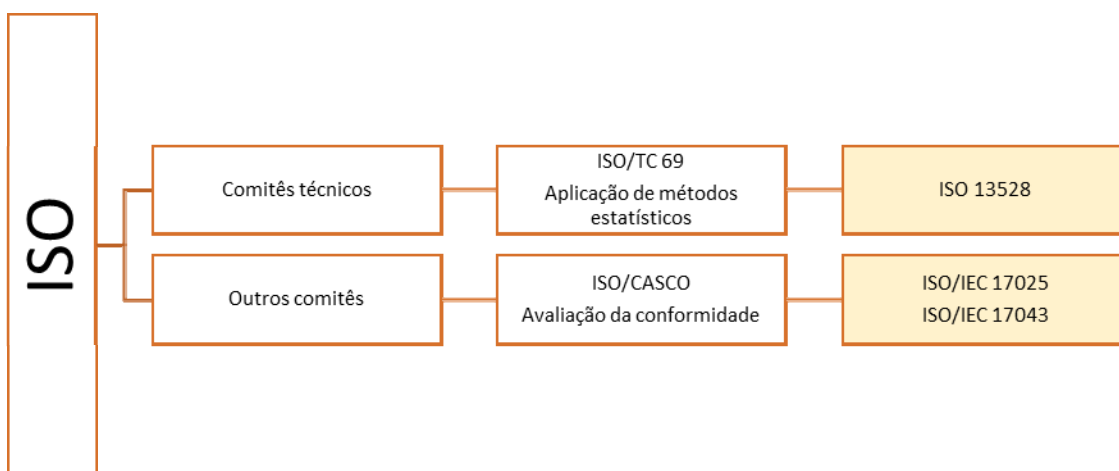 ISO
Comitês técnicos
ISO/TC 69
Aplicação de métodos
estatísticos
ISO 13528
Outros comitês
ISO/CASCO
Avaliação da conformidade
ISO/IEC 17025
ISO/IEC 17043